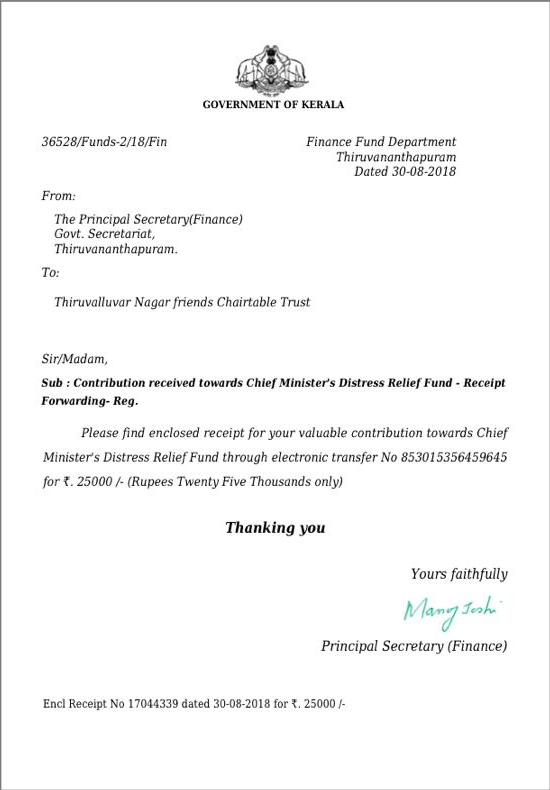 GOVERNMENT OF KERALA
36528/Funds-2/18/Fin
Finance Fund Department
Thiruvananthapuram
Dated 30-08-2018
From:
The Principal Secretary(Finance)
Govt. Secretariat,
Thiruvananthapuram.
To:
Thiruvalluvar Nagar friends Chairtable Trust
Sir/Madam,
Sub : Contribution received towards Chief Minister's Distress Relief Fund - Receipt
Forwarding- Reg.
Please find enclosed receipt for your valuable contribution towards Chief
Minister's Distress Relief Fund through electronic transfer No 853015356459645
for ₹. 25000 /- (Rupees Twenty Five Thousands only)
Thanking you
Yours faithfully
Manoj Joshi
Principal Secretary (Finance)
Encl Receipt No 17044339 dated 30-08-2018 for ₹. 25000 /-